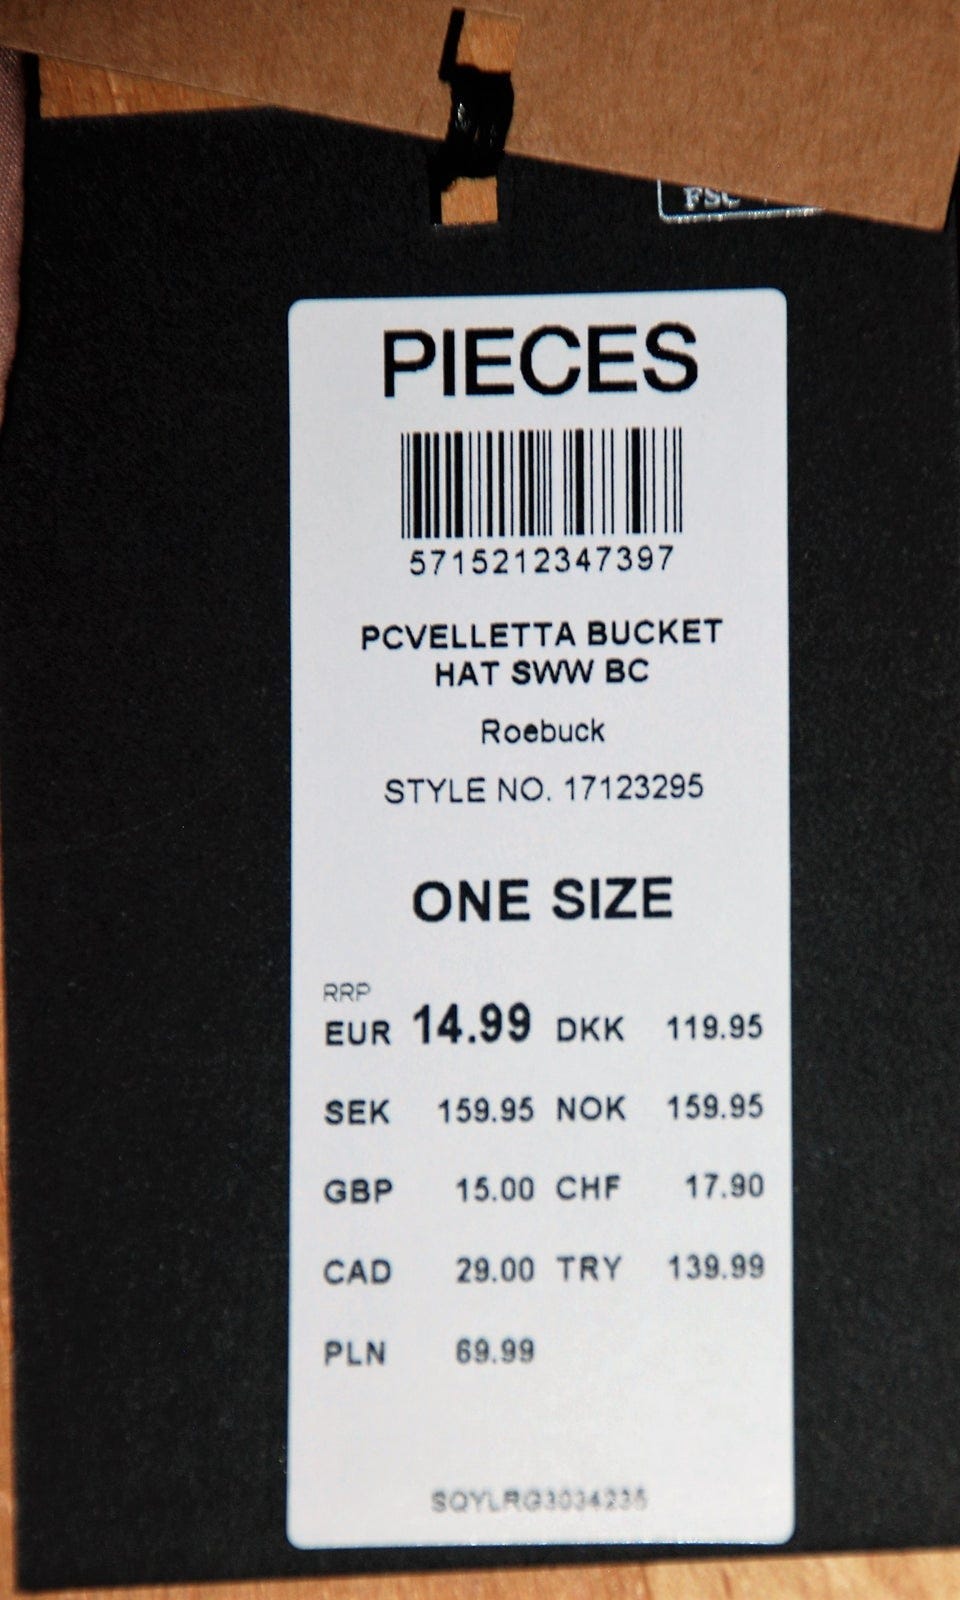 FSC
PIECES
5715212347397
PCVELLETTA BUCKET
HAT SWW BC
Roebuck
STYLE NO. 17123295
ONE SIZE
RRP
EUR 14.99 DKK 119.95
SEK 159.95 NOK 159.95
GBP 15.00 CHF 17.90
CAD 29.00 TRY 139.99
PLN 69.99
SQYLRG3034235